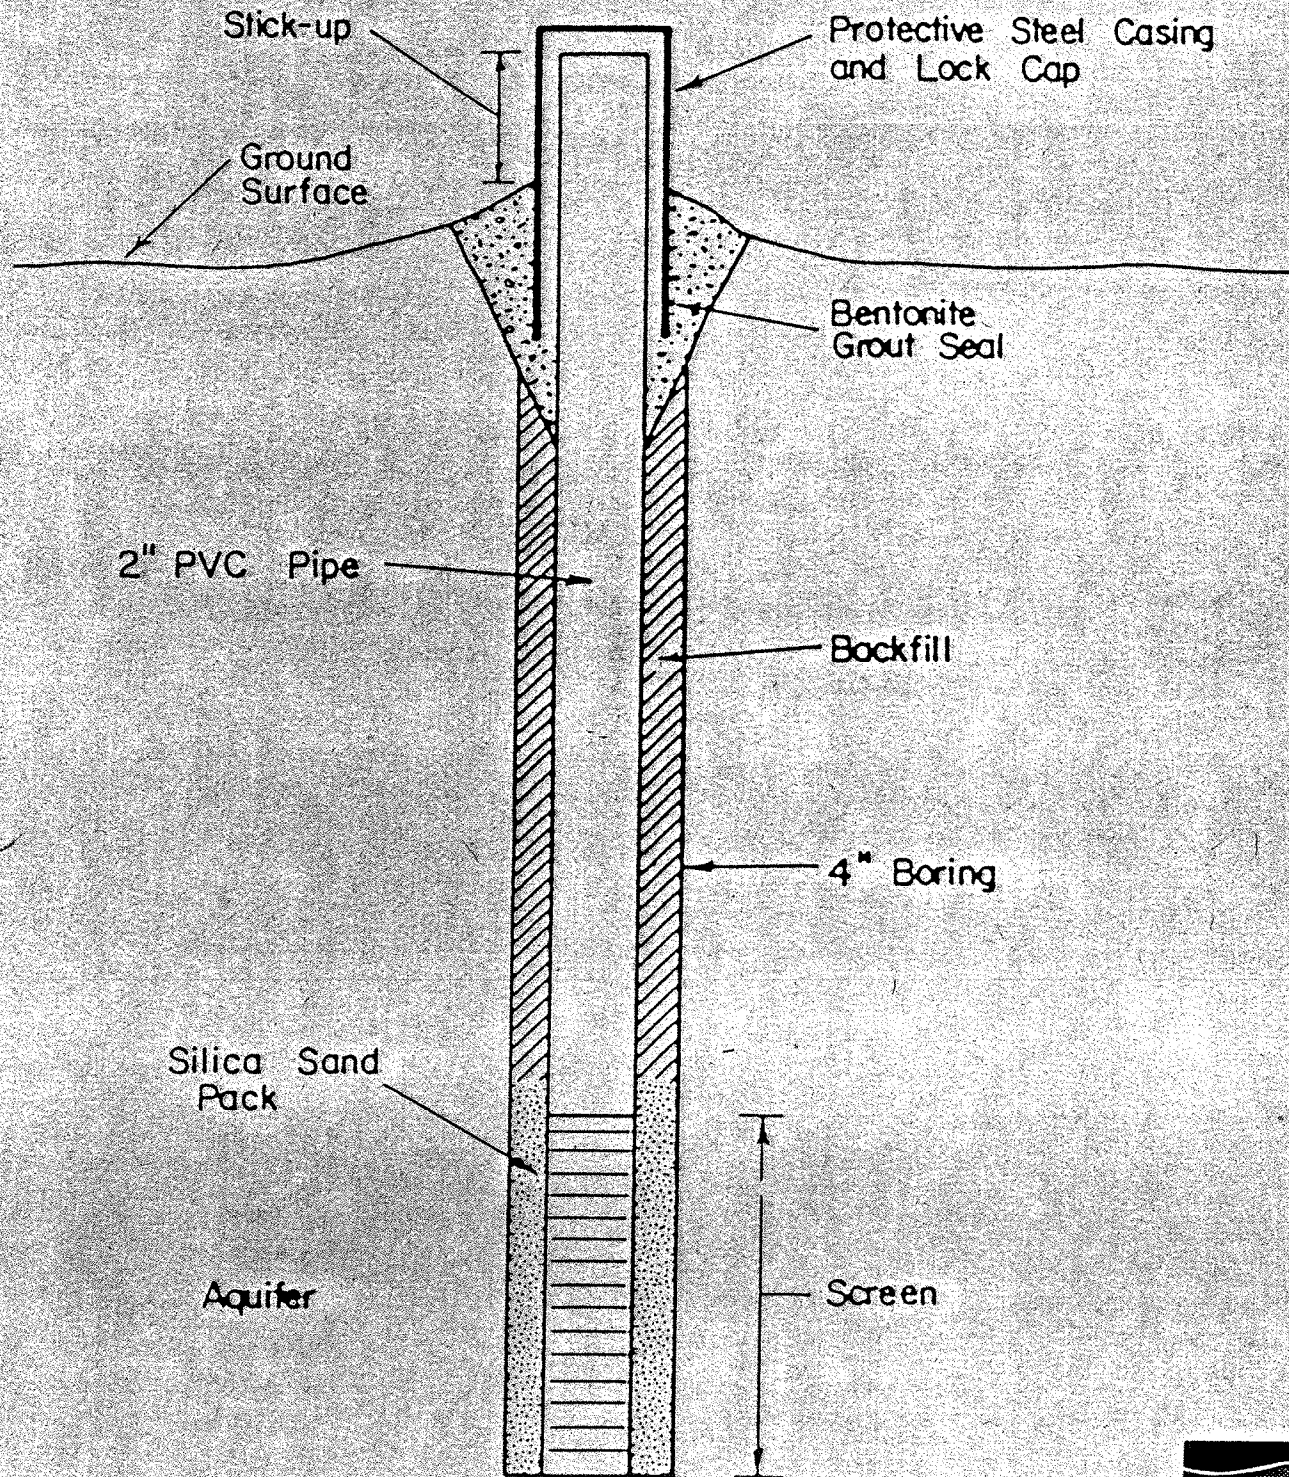 Stick-up
Protective Steel Casing
and Lock Cap
Ground
Surface
Bentonite
Grout Seal
2" PVC Pipe
Backfill
4" Boring
Silica Sand
Pack
Aquifer
Screen